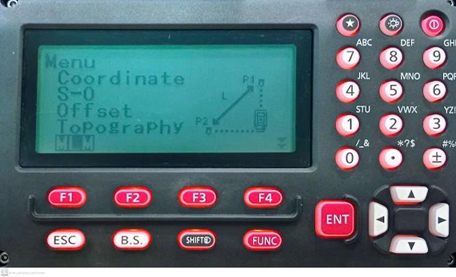 Menu
Coordinate
S-O
Offset
Topography
MLM
P1
L
P2
ABC
DEF
7
8
9
JKL
MNO
PQR
4
5
6
STU
VWX
YZ
1
2
3
/_&
*?$
0
.
±
F1
F2
F3
F4
ESC
B.S.
SHIFT
FUNC
ENT